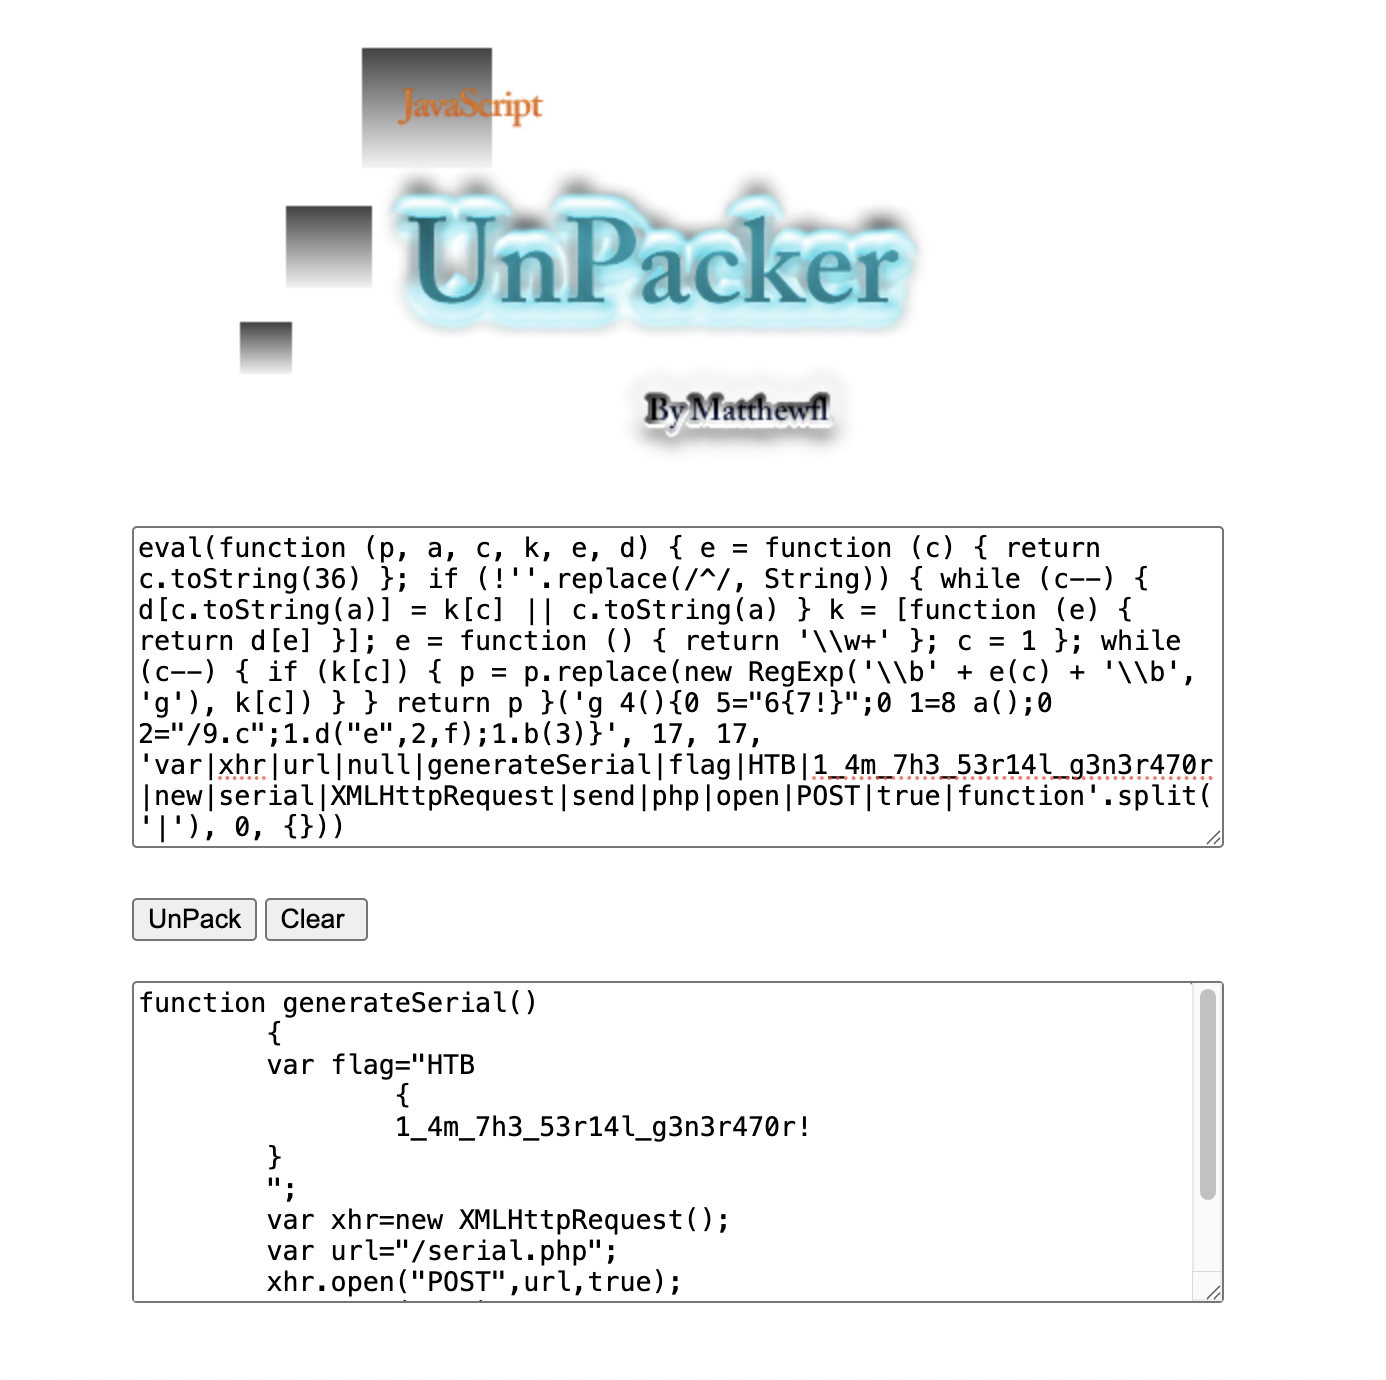 JavaScript
UnPacker
By Matthewfl
eval(function (p, a, c, k, e, d) { e = function (c) { return
c.toString(36) }; if (!''.replace(/^/, String)) { while (c--) {
d[c.toString(a)] = k[c] || c.toString(a) } k = [function (e) {
return d[e] }]; e = function () { return '\\w+' }; c = 1 }; while
(c--) { if (k[c]) { p = p.replace(new RegExp('\\b' + e(c) + '\\b',
'g'), k[c]) } } return p }('g 4(){0 5="6{7!}";0 1=8 a();0
2="/9.c";1.d("e",2,f);1.b(3)}', 17, 17,
'var|xhr|url|null|generateSerial|flag|HTB|1_4m_7h3_53r14l_g3n3r470r
|new|serial|XMLHttpRequest|send|php|open|POST|true|function'.split(
'|'), 0, {}))
UnPack Clear
function generateSerial()
{
var flag="HTB
{
1_4m_7h3_53r14l_g3n3r470r!
}
";
var xhr=new XMLHttpRequest();
var url="/serial.php";
xhr.open("POST",url,true);